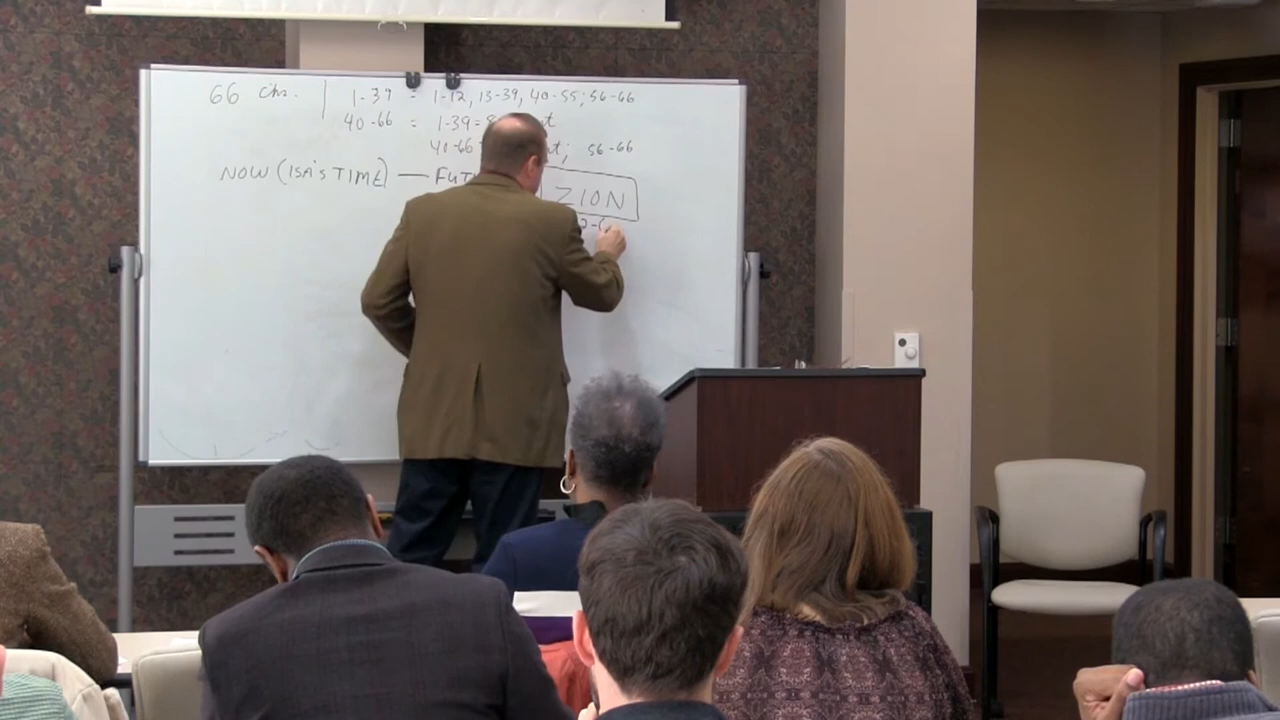 66 chs. | 1-39 = 1-12, 13-39, 40-55; 56-66
40-66 = 1-39 =
40-66 ; 56-66
NOW (ISA'S TIME) — FUT
ZION